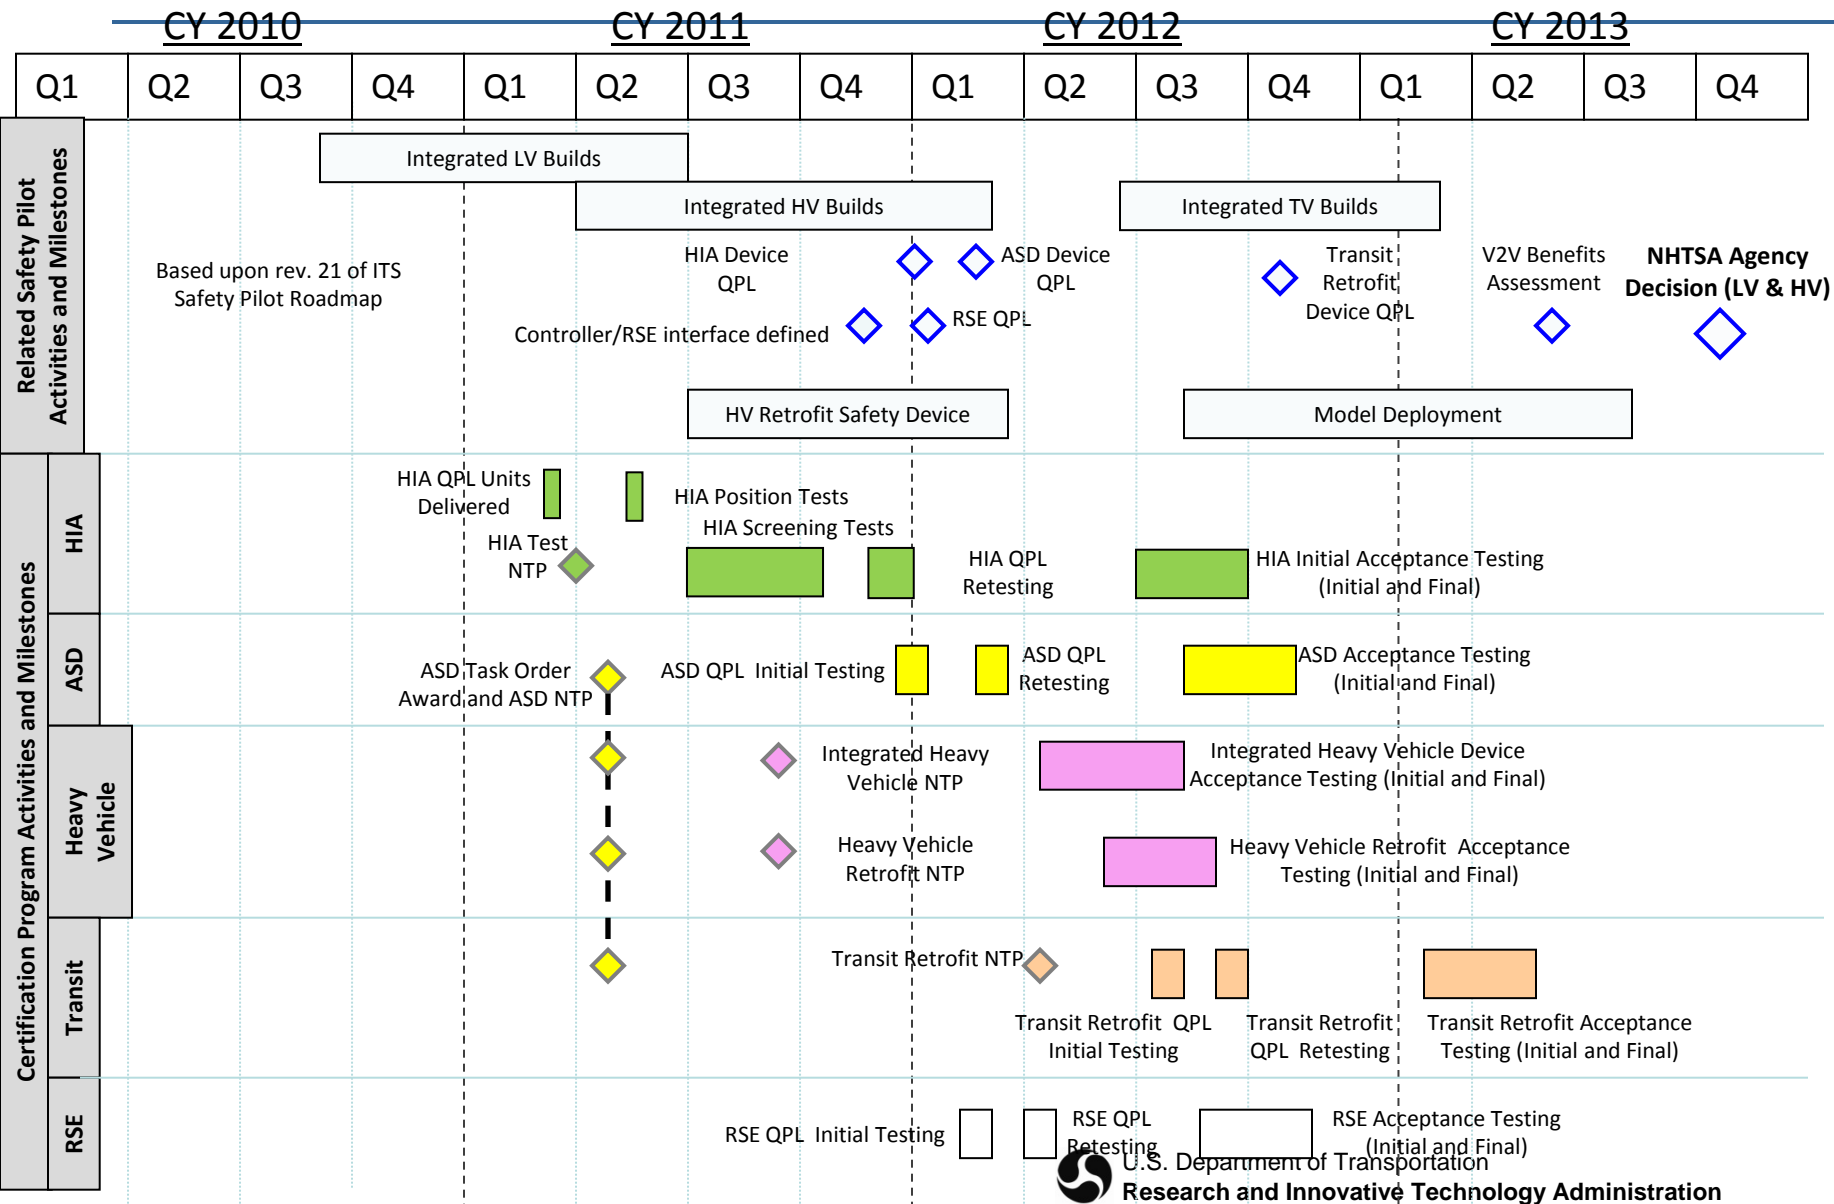 CY 2010 CY 2011 CY 2012 CY 2013
Q1 Q2 Q3 Q4 Q1 Q2 Q3 Q4 Q1 Q2 Q3 Q4 Q1 Q2 Q3 Q4
Related Safety Pilot
Activities and Milestones
Integrated LV Builds
Integrated HV Builds
Integrated TV Builds
Based upon rev. 21 of ITS
Safety Pilot Roadmap
HIA Device
QPL
ASD Device
QPL
Controller/RSE interface defined
RSE QPL
Transit
Retrofit
Device QPL
V2V Benefits
Assessment
NHTSA Agency
Decision (LV & HV)
HV Retrofit Safety Device
Model Deployment
Certification Program Activities and Milestones
HIA
HIA QPL Units
Delivered
HIA Position Tests
HIA Screening Tests
HIA Test
NTP
HIA QPL
Retesting
HIA Initial Acceptance Testing
(Initial and Final)
ASD
ASD Task Order
Award and ASD NTP
ASD QPL Initial Testing
ASD QPL
Retesting
ASD Acceptance Testing
(Initial and Final)
Heavy
Vehicle
Integrated Heavy
Vehicle NTP
Integrated Heavy Vehicle Device
Acceptance Testing (Initial and Final)
Heavy Vehicle
Retrofit NTP
Heavy Vehicle Retrofit Acceptance
Testing (Initial and Final)
Transit
Transit Retrofit NTP
Transit Retrofit QPL
Initial Testing
Transit Retrofit
QPL Retesting
Transit Retrofit Acceptance
Testing (Initial and Final)
RSE
RSE QPL Initial Testing
RSE QPL
Retesting
RSE Acceptance Testing
(Initial and Final)
U.S. Department of Transportation
Research and Innovative Technology Administration